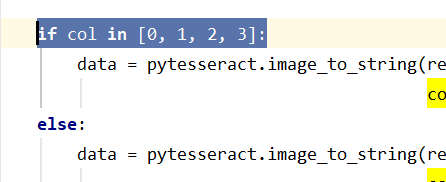 if col in [0, 1, 2, 3]:
data = pytesseract.image_to_string(re
co
else:
data = pytesseract.image_to_string(re